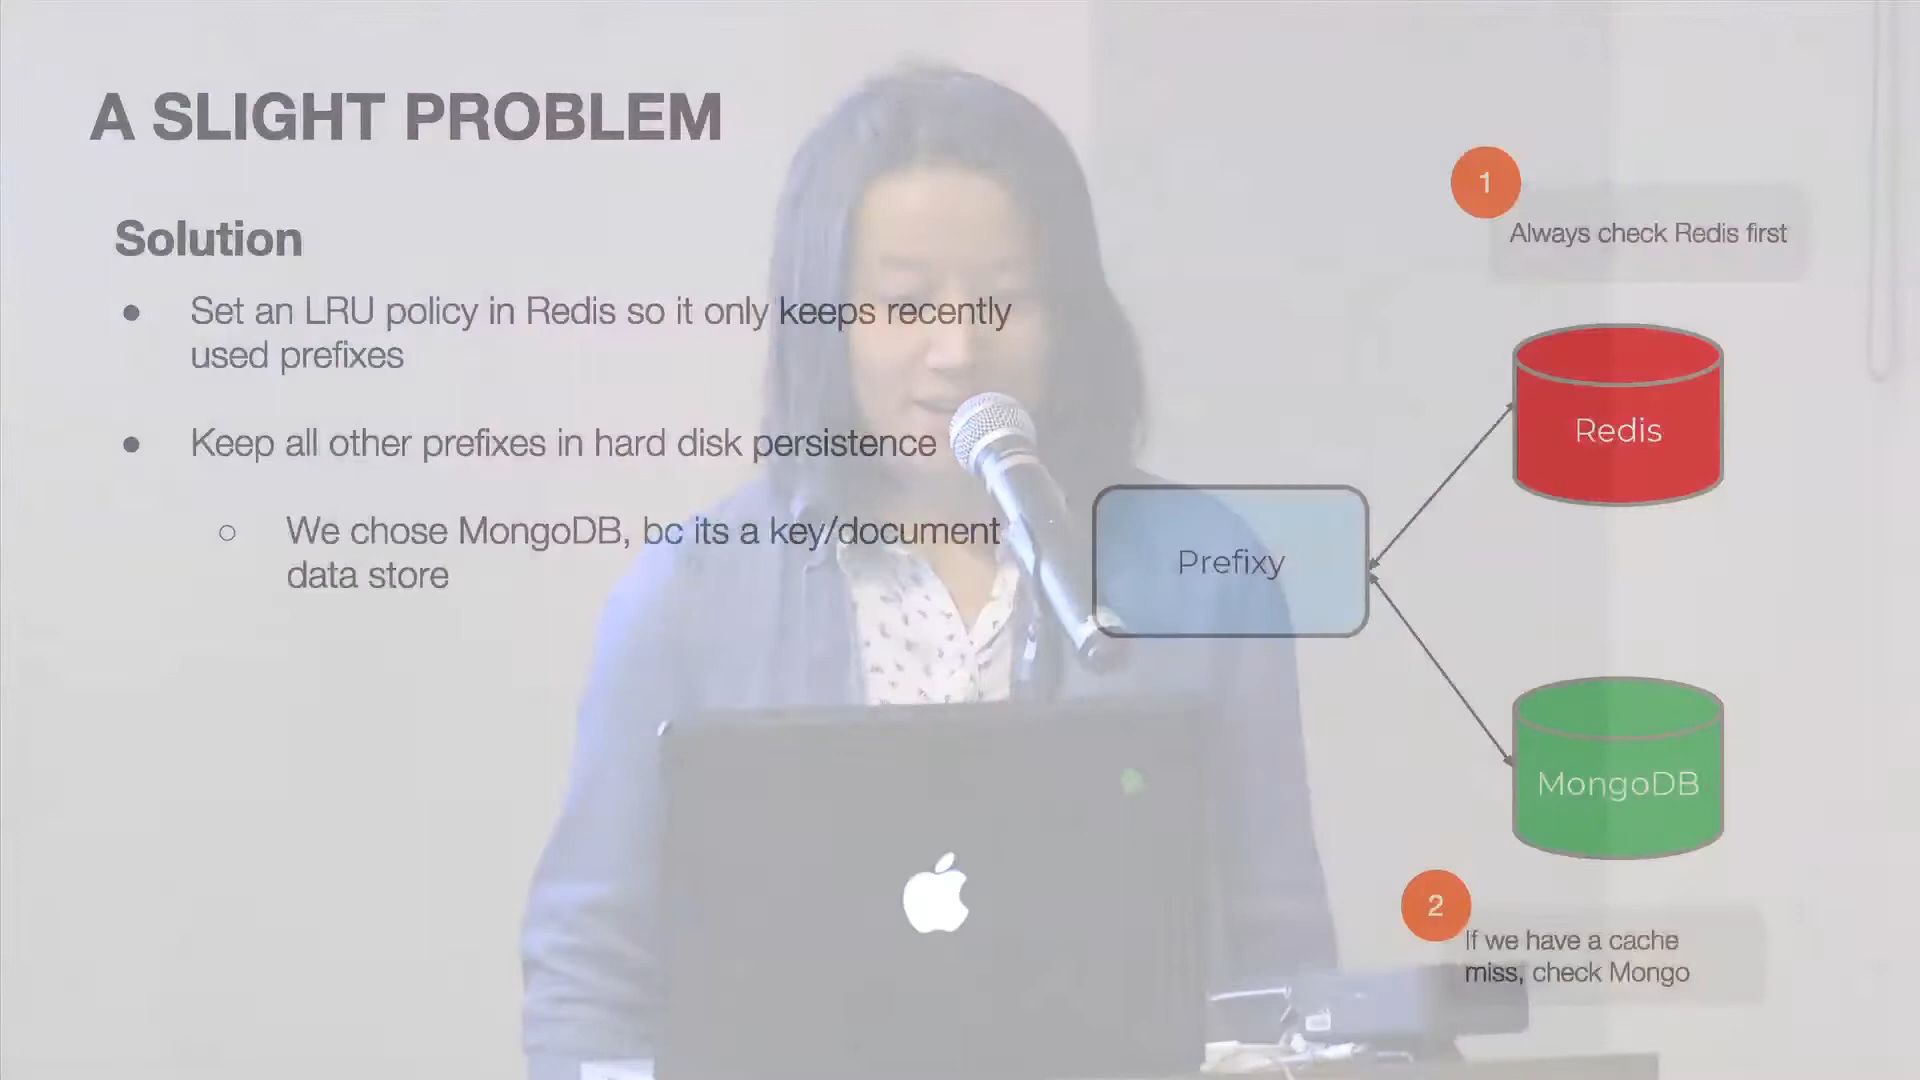 A SLIGHT PROBLEM
Solution
Set an LRU policy in Redis so it only keeps recently
used prefixes
Keep all other prefixes in hard disk persistence
We chose MongoDB, bc its a key/document
data store
1
Always check Redis first
Redis
Prefixy
MongoDB
2
If we have a cache
miss, check Mongo